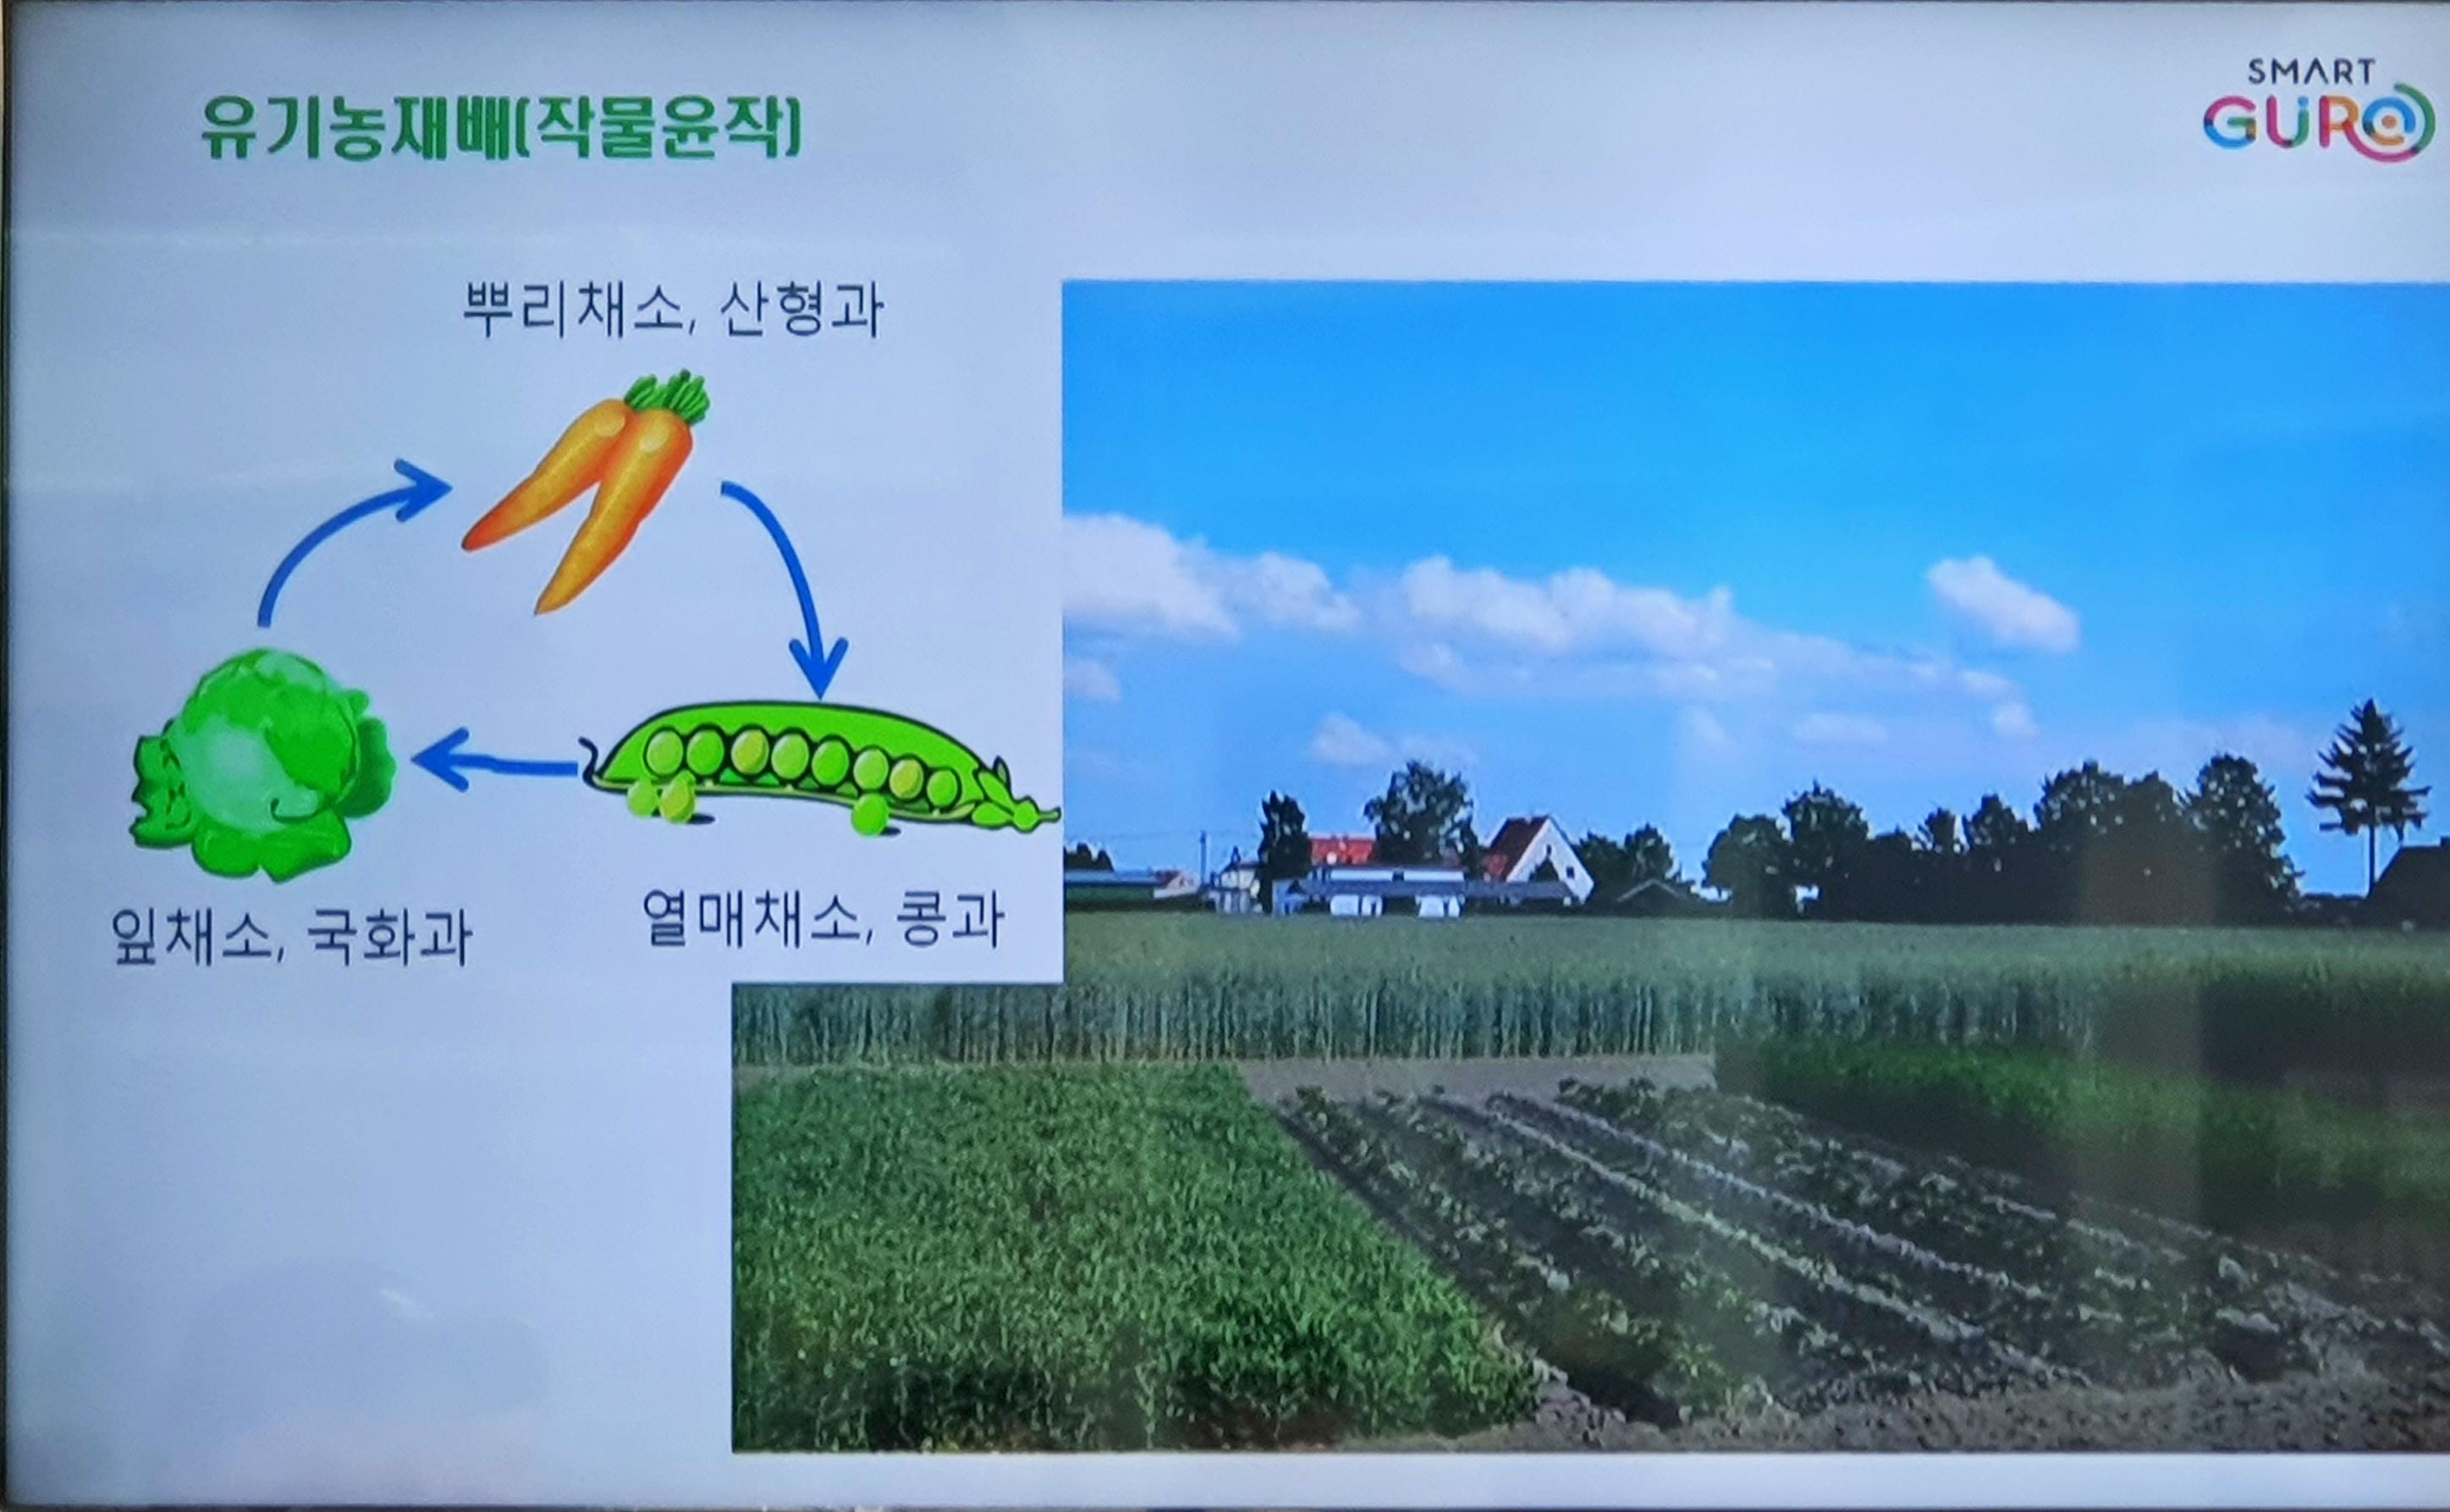 유기농재배(작물윤작)
SMART
GURO
뿌리채소, 산형과
잎채소, 국화과
열매채소, 콩과